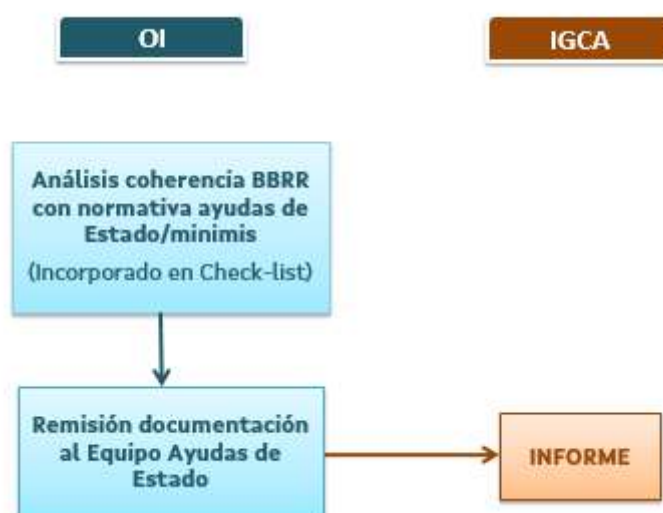 OI
IGCA
Análisis coherencia BBRR
con normativa ayudas de
Estado/minimis
(Incorporado en Check-list)
Remisión documentación
al Equipo Ayudas de
Estado
INFORME